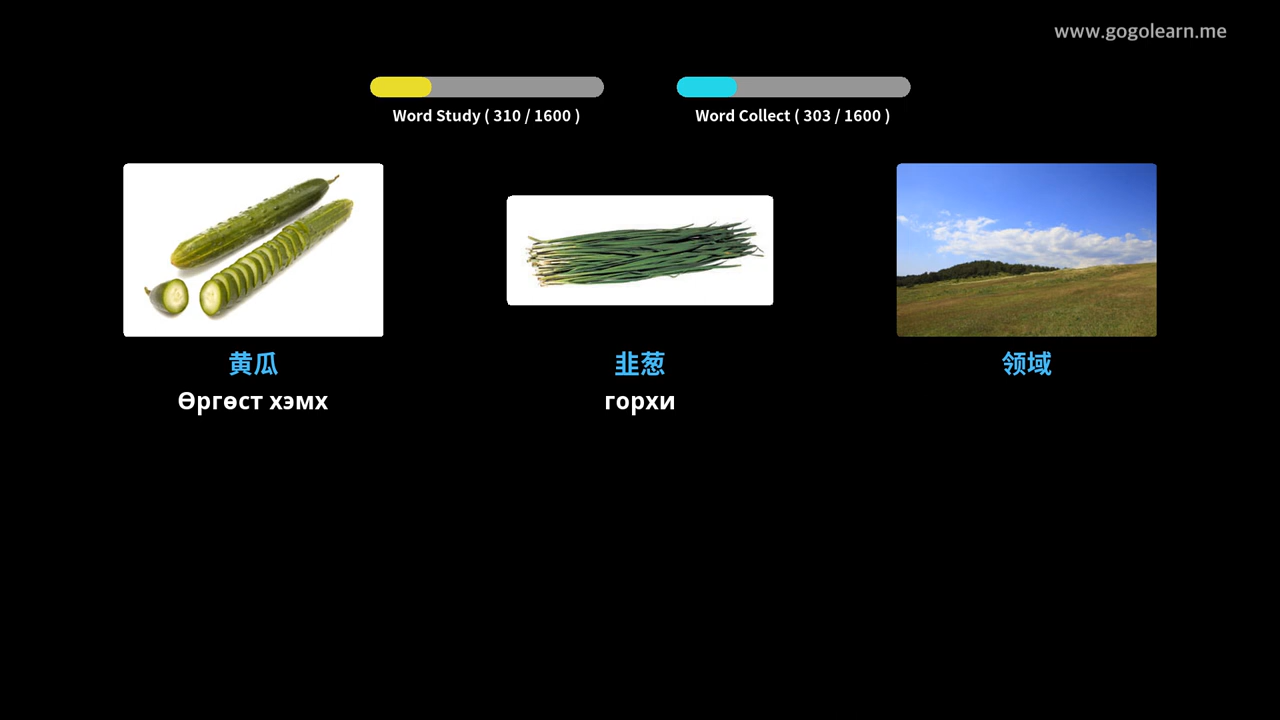 www.gogolearn.me
Word Study ( 310 / 1600 )
Word Collect ( 303 / 1600 )
黄瓜
韭葱
领域
Өргөст хэмх
горхи